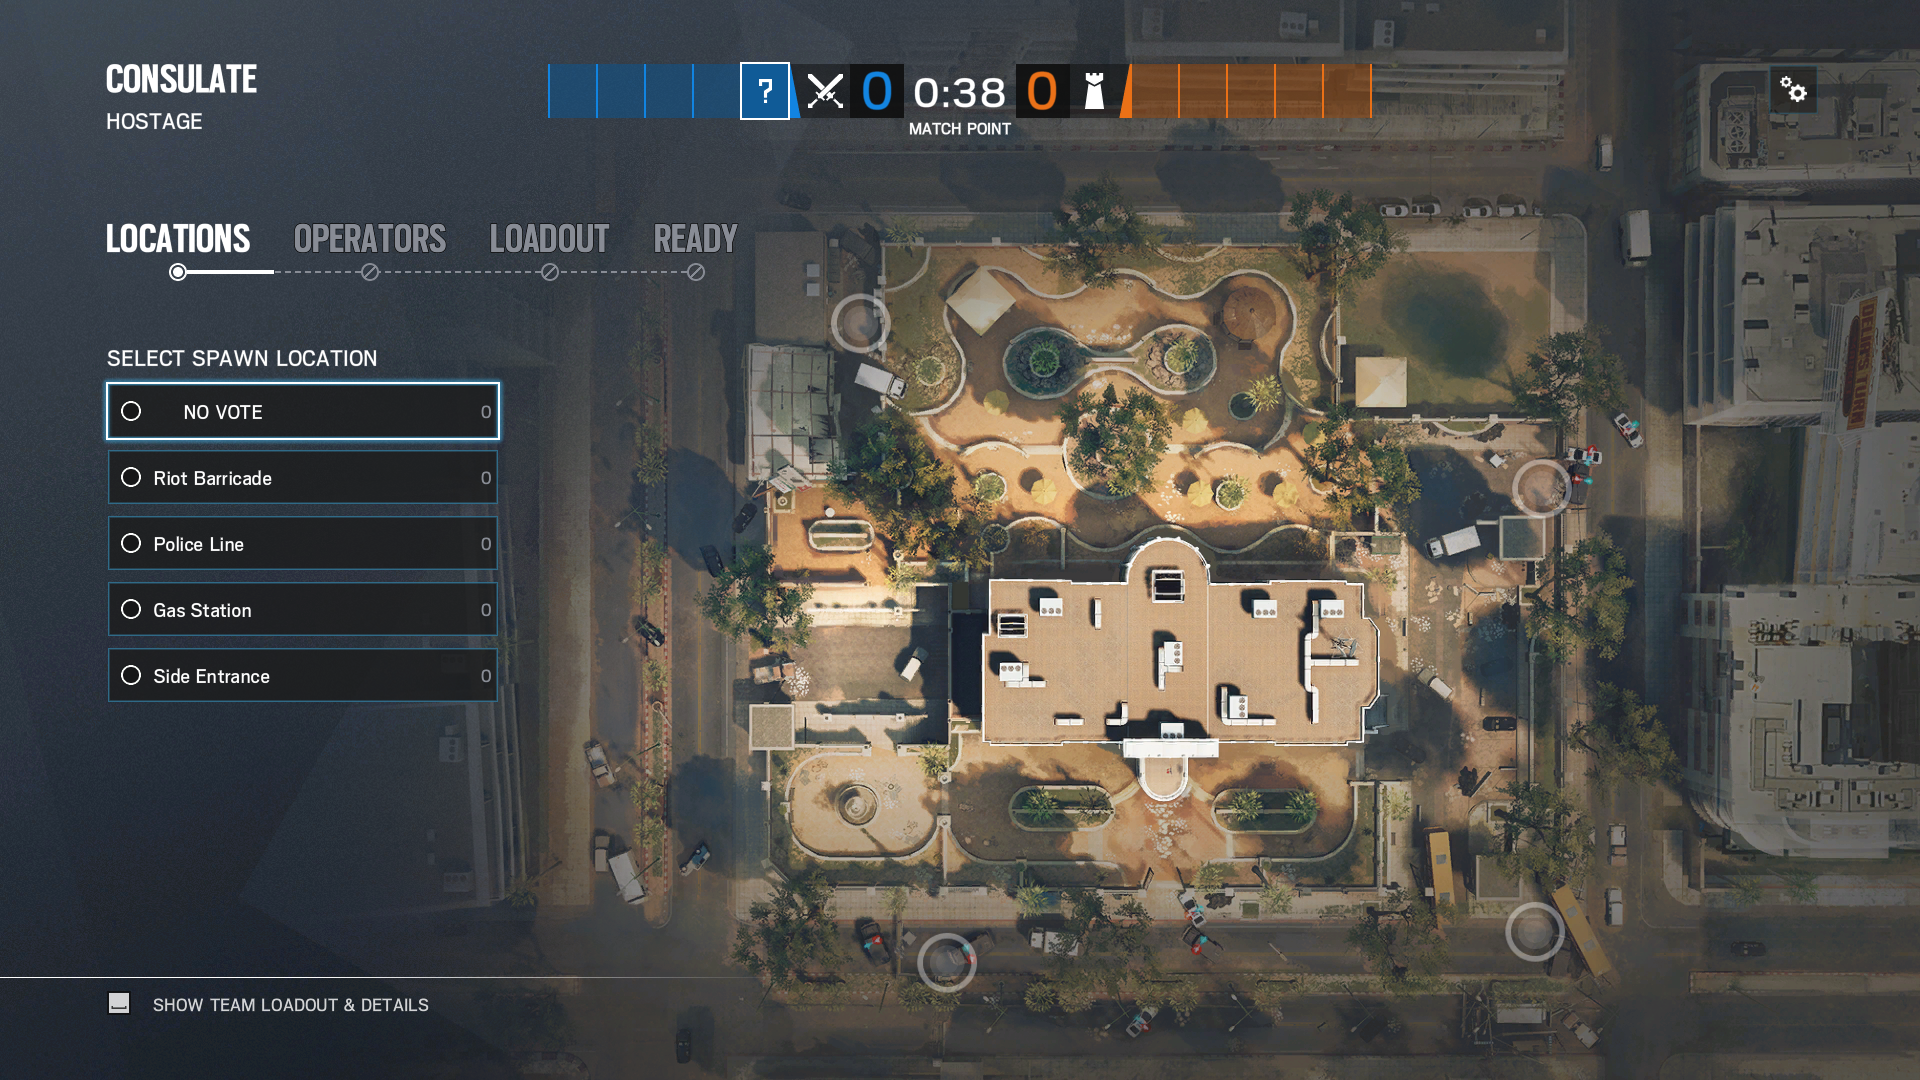 CONSULATE
HOSTAGE
?
0
0:38
0
MATCH POINT
LOCATIONS
OPERATORS
LOADOUT
READY
SELECT SPAWN LOCATION
NO VOTE 0
Riot Barricade 0
Police Line 0
Gas Station 0
Side Entrance 0
SHOW TEAM LOADOUT & DETAILS